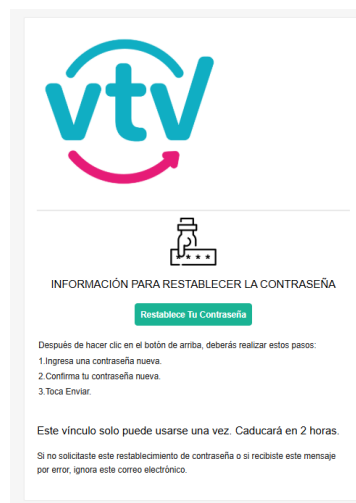 vtv
INFORMACIÓN PARA RESTABLECER LA CONTRASEÑA
Restablece Tu Contraseña
Después de hacer clic en el botón de arriba, deberás realizar estos pasos:
1.Ingresa una contraseña nueva.
2.Confirma tu contraseña nueva.
3.Toca Enviar.
Este vínculo solo puede usarse una vez. Caducará en 2 horas.
Si no solicitaste este restablecimiento de contraseña o si recibiste este mensaje
por error, ignora este correo electrónico.